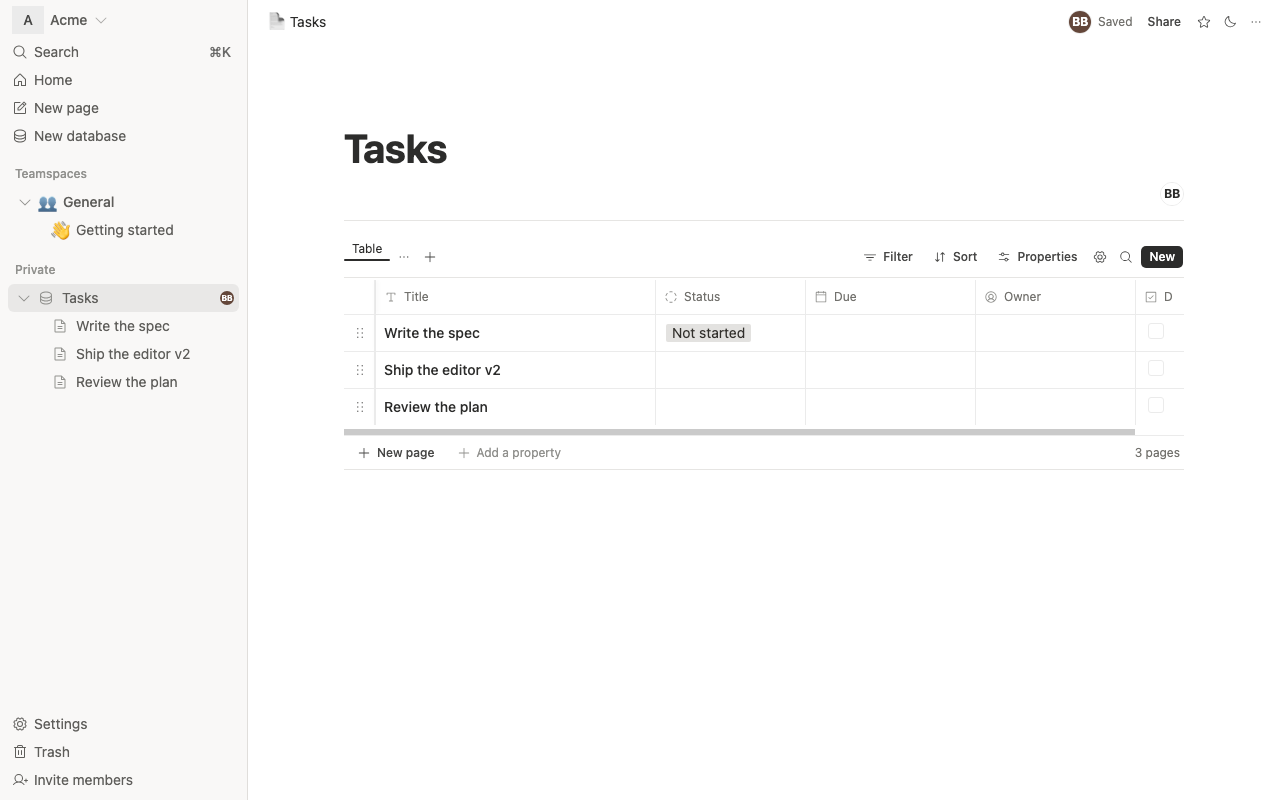 A Acme
Search ⌘K
Home
New page
New database
Teamspaces
General
Getting started
Private
Tasks BB
Write the spec
Ship the editor v2
Review the plan
Settings
Trash
Invite members
Tasks
BB Saved Share
Tasks
BB
Table
Filter Sort Properties New
Title Status Due Owner D
Write the spec Not started
Ship the editor v2
Review the plan
New page Add a property 3 pages